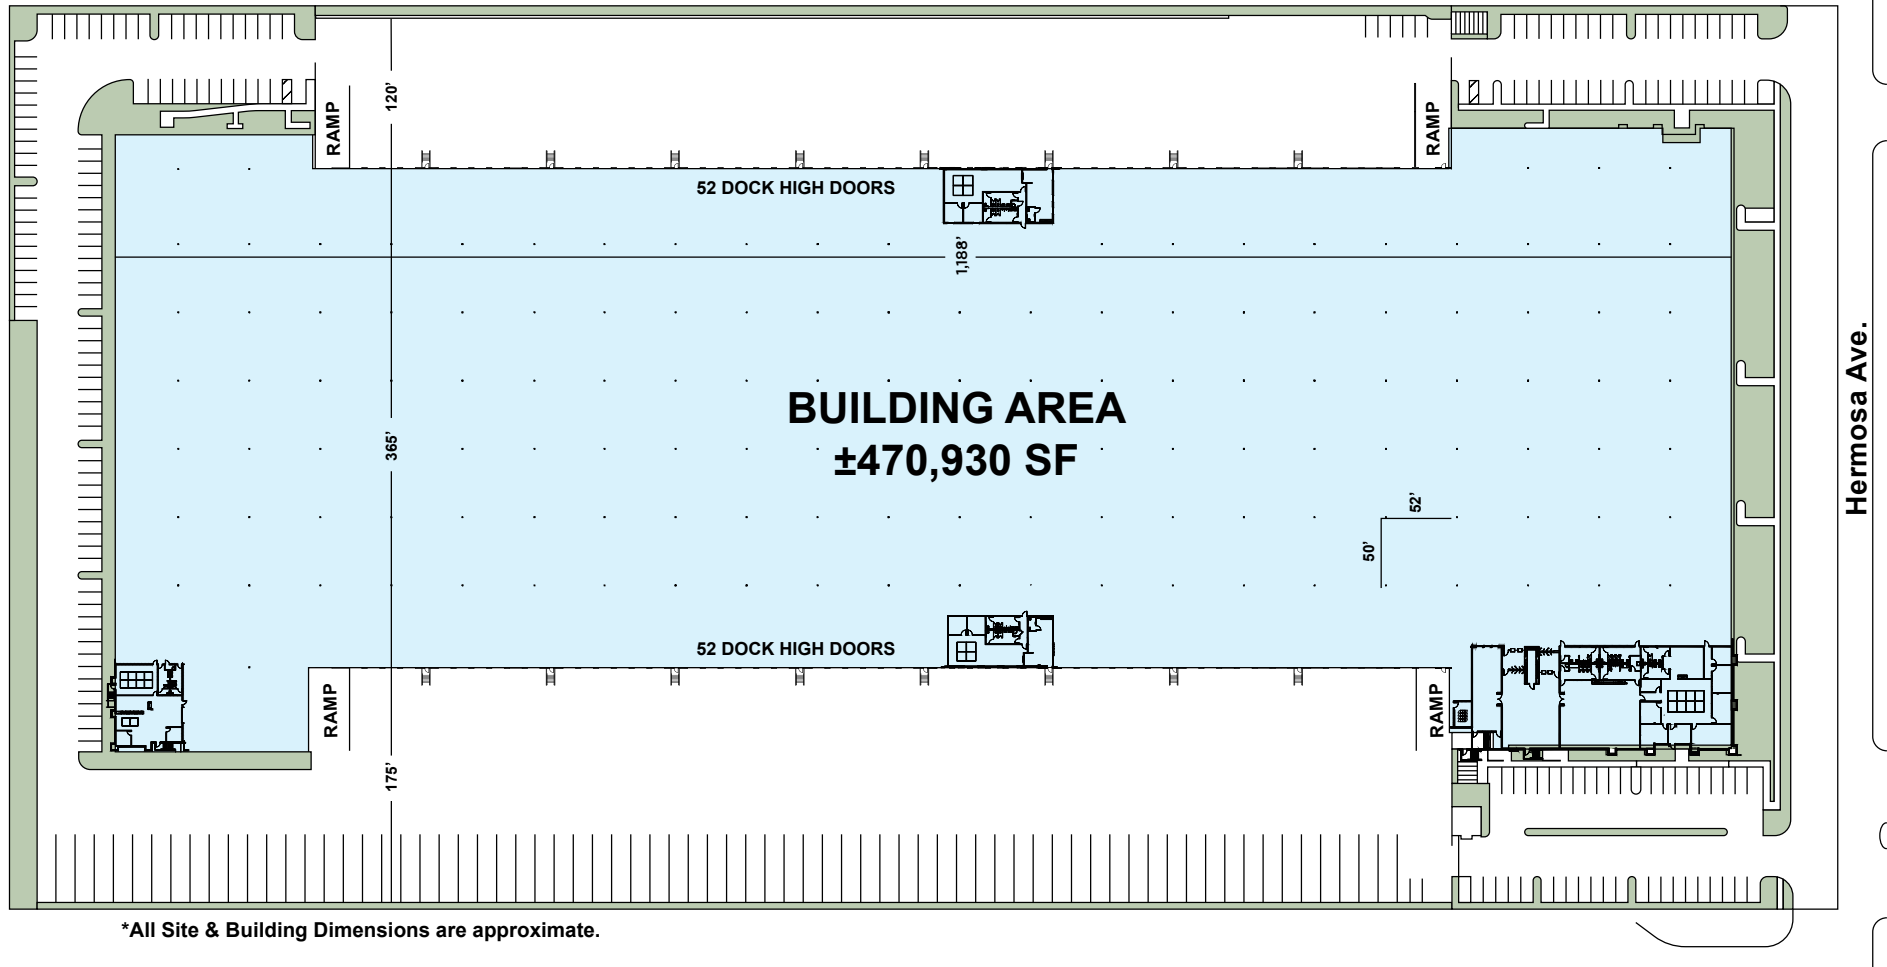 120'
RAMP
RAMP
52 DOCK HIGH DOORS
1,188'
BUILDING AREA
±470,930 SF
365'
Hermosa Ave.
52'
50'
52 DOCK HIGH DOORS
RAMP
RAMP
175'
*All Site & Building Dimensions are approximate.